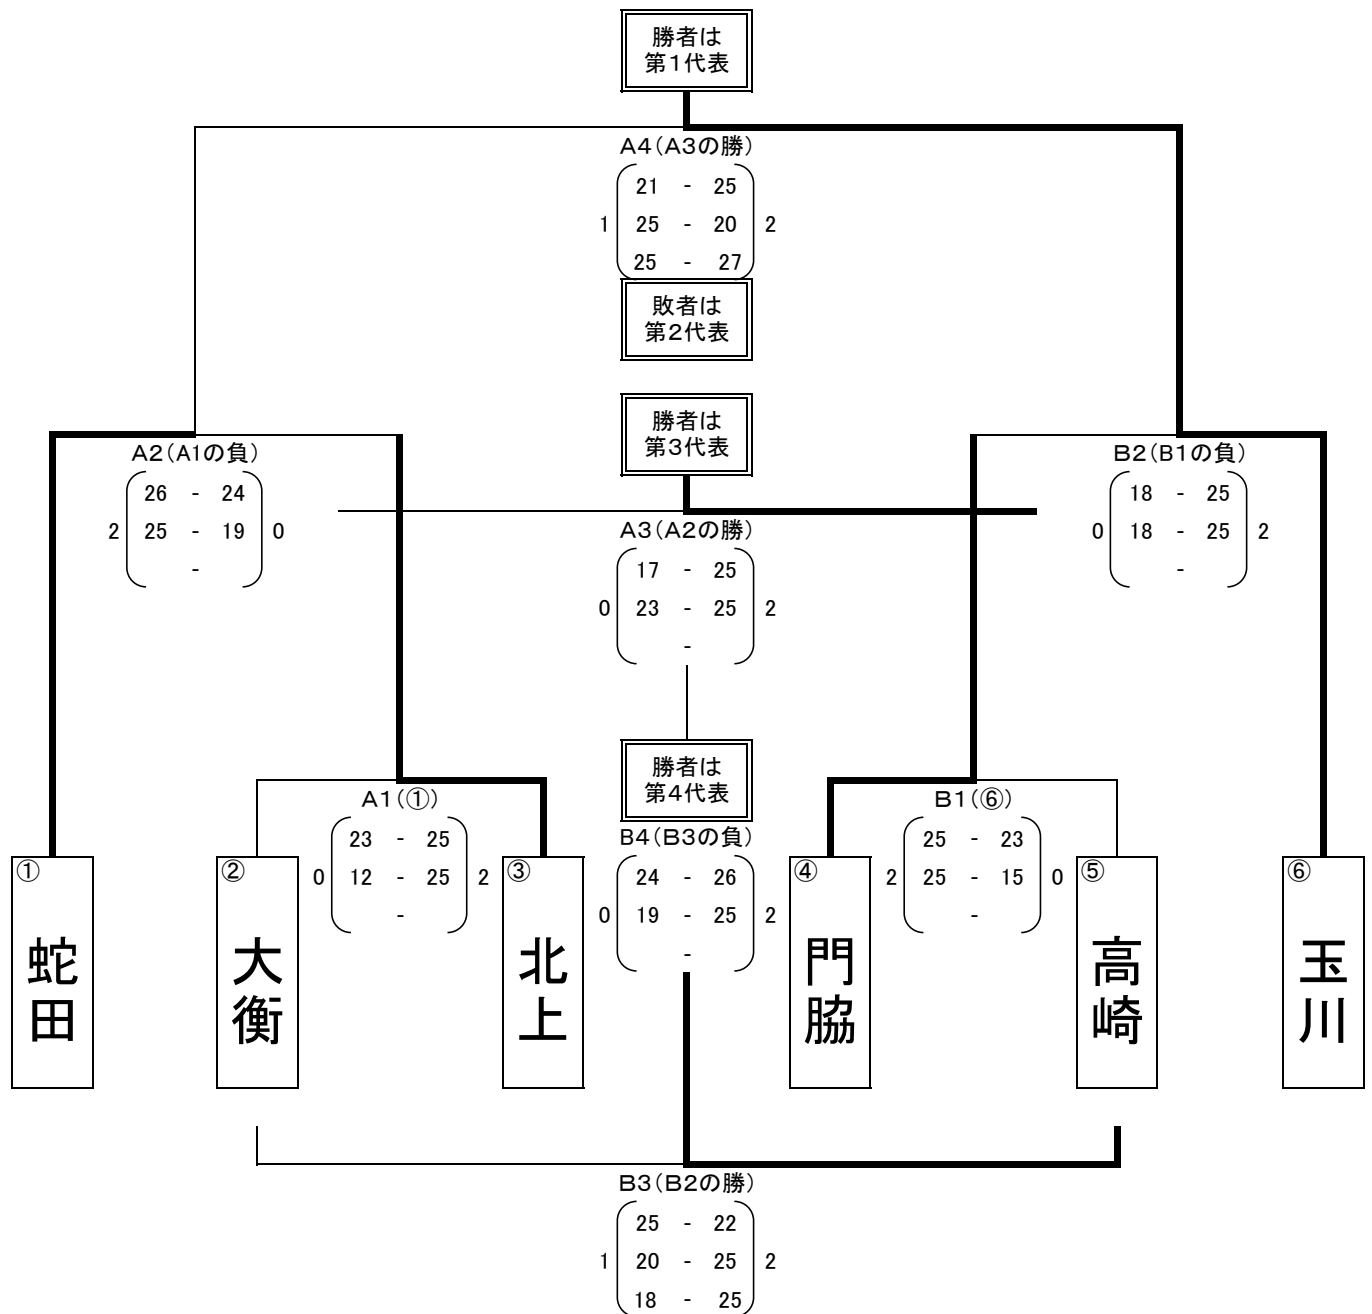 勝者は
第1代表
A4(A3の勝)
21 - 25
1 25 - 20 2
25 - 27
敗者は
第2代表
勝者は
第3代表
A2(A1の負)
26 - 24
2 25 - 19 0
-
B2(B1の負)
18 - 25
0 18 - 25 2
-
A3(A2の勝)
17 - 25
0 23 - 25 2
-
勝者は
第4代表
A1(①)
23 - 25
0 12 - 25 2
-
B4(B3の負)
24 - 26
0 19 - 25 2
-
B1(⑥)
25 - 23
2 25 - 15 0
-
①
蛇田
②
大衡
③
北上
④
門脇
⑤
高崎
⑥
玉川
B3(B2の勝)
25 - 22
1 20 - 25 2
18 - 25